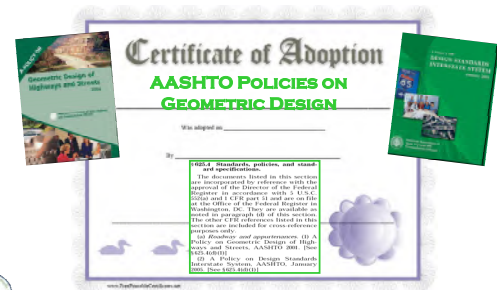 Certificate of Adoption
AASHTO POLICIES ON
GEOMETRIC DESIGN
Geometric Design of
Highways and Streets
DESIGN STANDARDS
INTERSTATE SYSTEM
Was adopted on
By
§ 625.4 Standards, policies, and stand-
ard specifications.
The documents listed in this section
are incorporated by reference with the
approval of the Director of the Federal
Register in accordance with 5 U.S.C.
552(a) and 1 CFR part 51 and are on file
at the Office of the Federal Register in
Washington, DC. They are available as
noted in paragraph (d) of this section.
The other CFR references listed in this
section are included for cross-reference
purposes only.
(a) Roadway and appurtenances. (1) A
Policy on Geometric Design of High-
ways and Streets, AASHTO 2001. [See
§ 625.4(d)(1)]
(2) A Policy on Design Standards
Interstate System, AASHTO, January
2005. [See § 625.4(d)(1)]